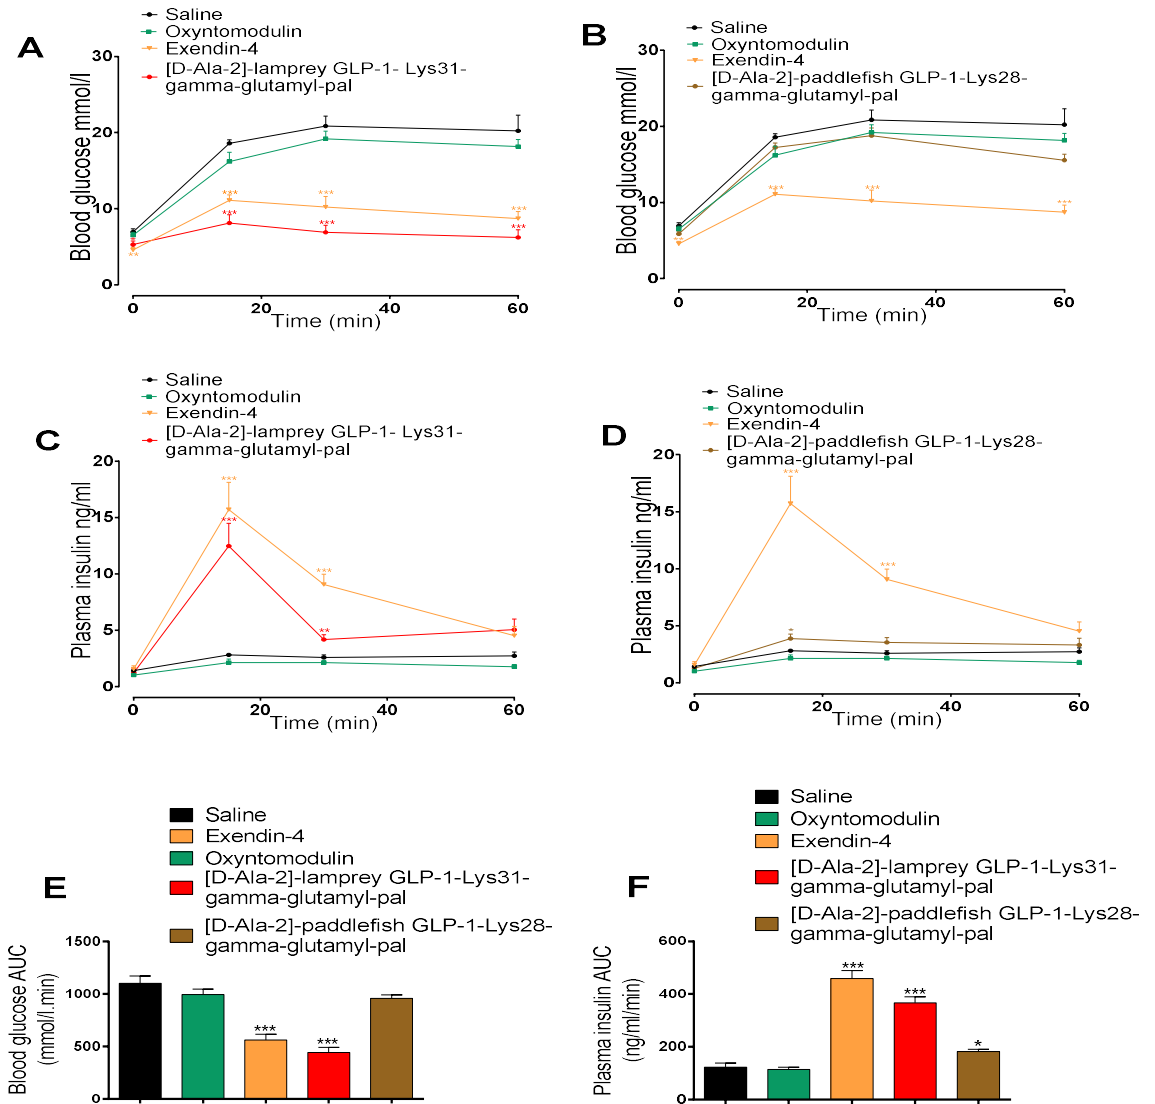 A
Saline
Oxyntomodulin
Exendin-4
[D-Ala-2]-lamprey GLP-1- Lys31-
gamma-glutamyl-pal
Blood glucose mmol/l
30
20
10
0
***
***
***
***
***
***
**
0
20
40
60
Time (min)
B
Saline
Oxyntomodulin
Exendin-4
[D-Ala-2]-paddlefish GLP-1-Lys28-
gamma-glutamyl-pal
Blood glucose mmol/l
30
20
10
0
***
***
***
**
0
20
40
60
Time (min)
C
Saline
Oxyntomodulin
Exendin-4
[D-Ala-2]-lamprey GLP-1- Lys31-
gamma-glutamyl-pal
Plasma insulin ng/ml
20
15
10
5
0
***
***
***
**
0
20
40
60
Time (min)
D
Saline
Oxyntomodulin
Exendin-4
[D-Ala-2]-paddlefish GLP-1-Lys28-
gamma-glutamyl-pal
Plasma insulin ng/ml
20
15
10
5
0
***
***
*
0
20
40
60
Time (min)
E
Saline
Exendin-4
Oxyntomodulin
[D-Ala-2]-lamprey GLP-1-Lys31-
gamma-glutamyl-pal
[D-Ala-2]-paddlefish GLP-1-Lys28-
gamma-glutamyl-pal
Blood glucose AUC
(mmol/l.min)
1500
1000
500
0
***
***
F
Saline
Oxyntomodulin
Exendin-4
[D-Ala-2]-lamprey GLP-1-Lys31-
gamma-glutamyl-pal
[D-Ala-2]-paddlefish GLP-1-Lys28-
gamma-glutamyl-pal
Plasma insulin AUC
(ng/ml/min)
600
400
200
0
***
***
*